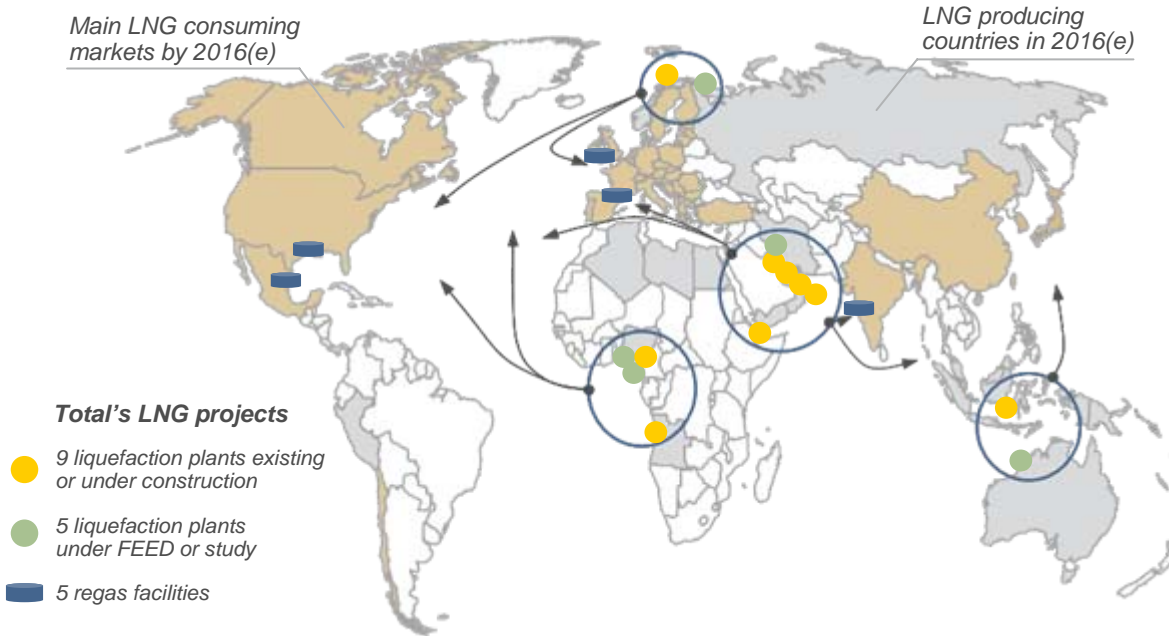 Main LNG consuming
markets by 2016(e)
LNG producing
countries in 2016(e)
Total's LNG projects
9 liquefaction plants existing
or under construction
5 liquefaction plants
under FEED or study
5 regas facilities